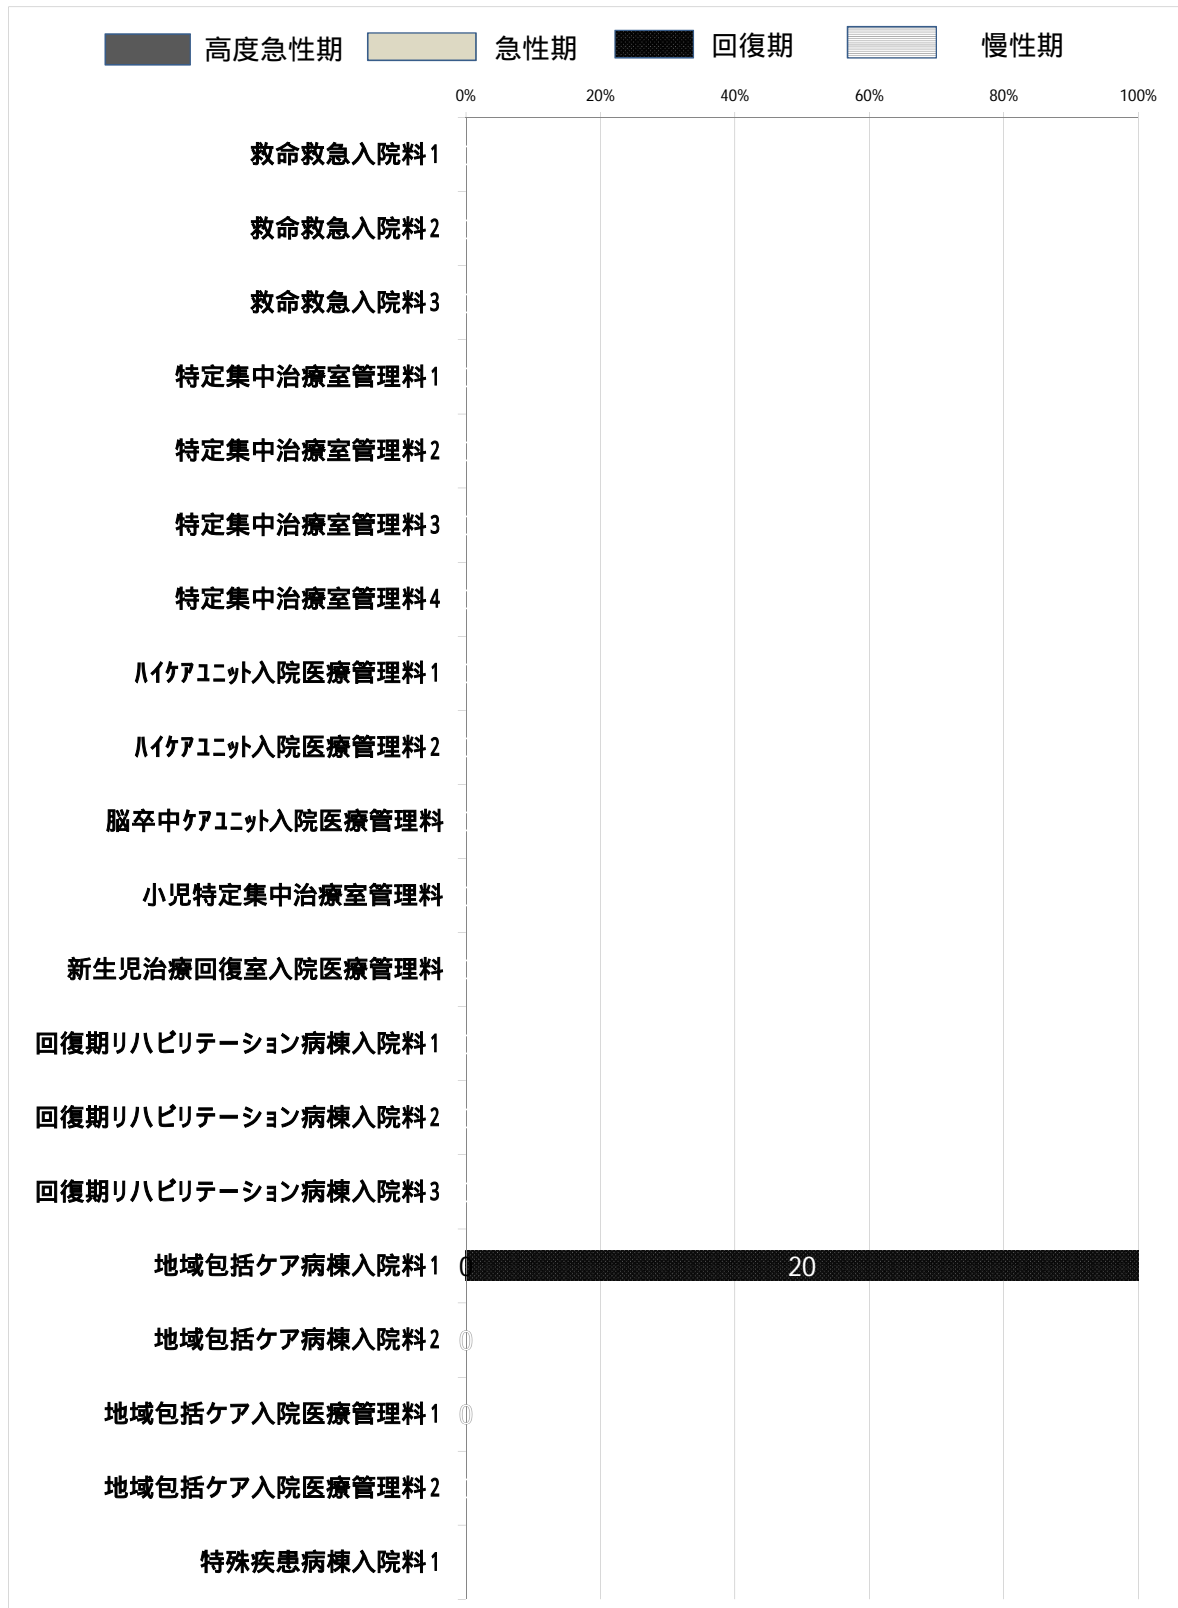 高度急性期 急性期 回復期 慢性期
0% 20% 40% 60% 80% 100%
救命救急入院料1
救命救急入院料2
救命救急入院料3
特定集中治療室管理料1
特定集中治療室管理料2
特定集中治療室管理料3
特定集中治療室管理料4
ﾊｲｹｱﾕﾆｯﾄ入院医療管理料1
ﾊｲｹｱﾕﾆｯﾄ入院医療管理料2
脳卒中ｹｱﾕﾆｯﾄ入院医療管理料
小児特定集中治療室管理料
新生児治療回復室入院医療管理料
回復期リハビリテーション病棟入院料1
回復期リハビリテーション病棟入院料2
回復期リハビリテーション病棟入院料3
地域包括ケア病棟入院料1 0 20
地域包括ケア病棟入院料2 0
地域包括ケア入院医療管理料1 0
地域包括ケア入院医療管理料2
特殊疾患病棟入院料1